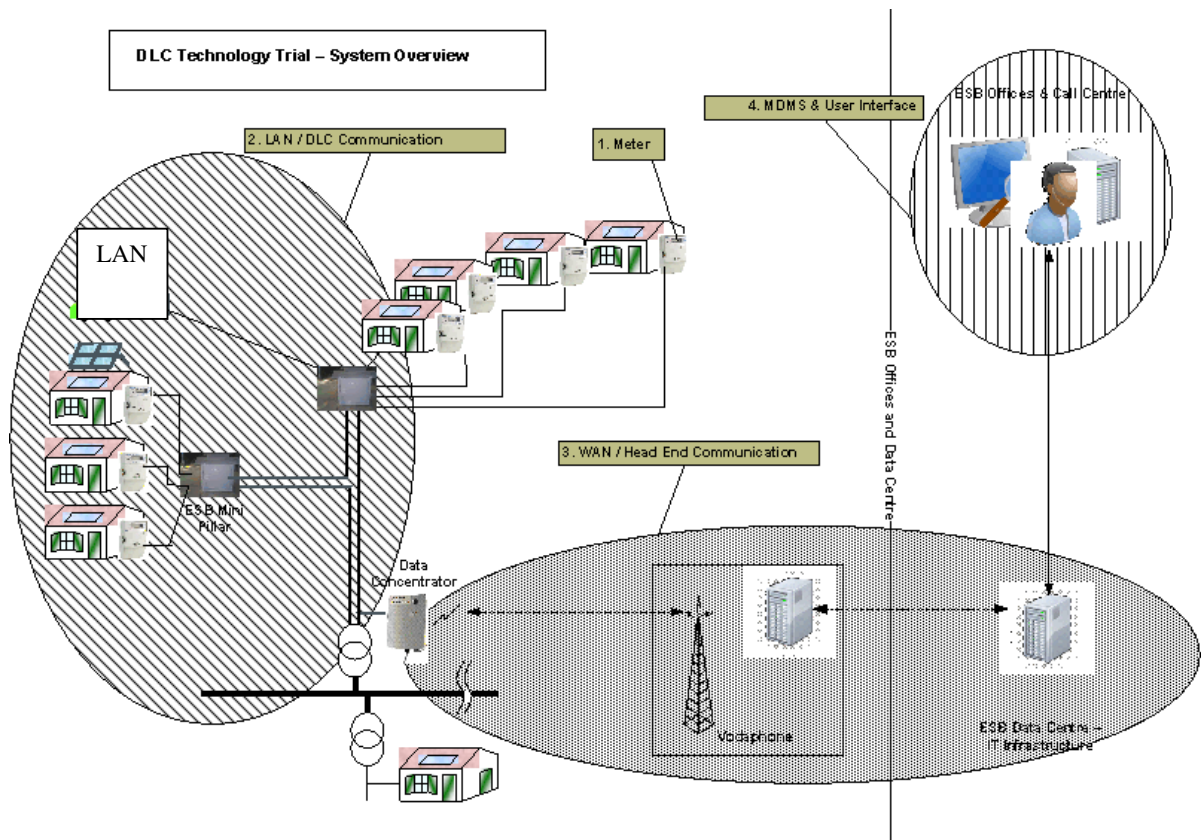 DLC Technology Trial – System Overview
ESB Offices & Call Centre
4. MDMS & User Interface
2. LAN / DLC Communication
1. Meter
LAN
ESB Offices and Data Centre
3. WAN / Head End Communication
ESB Mini
Pillar
Data
Concentrator
Vodaphone
ESB Data Centre –
IT Infrastructure